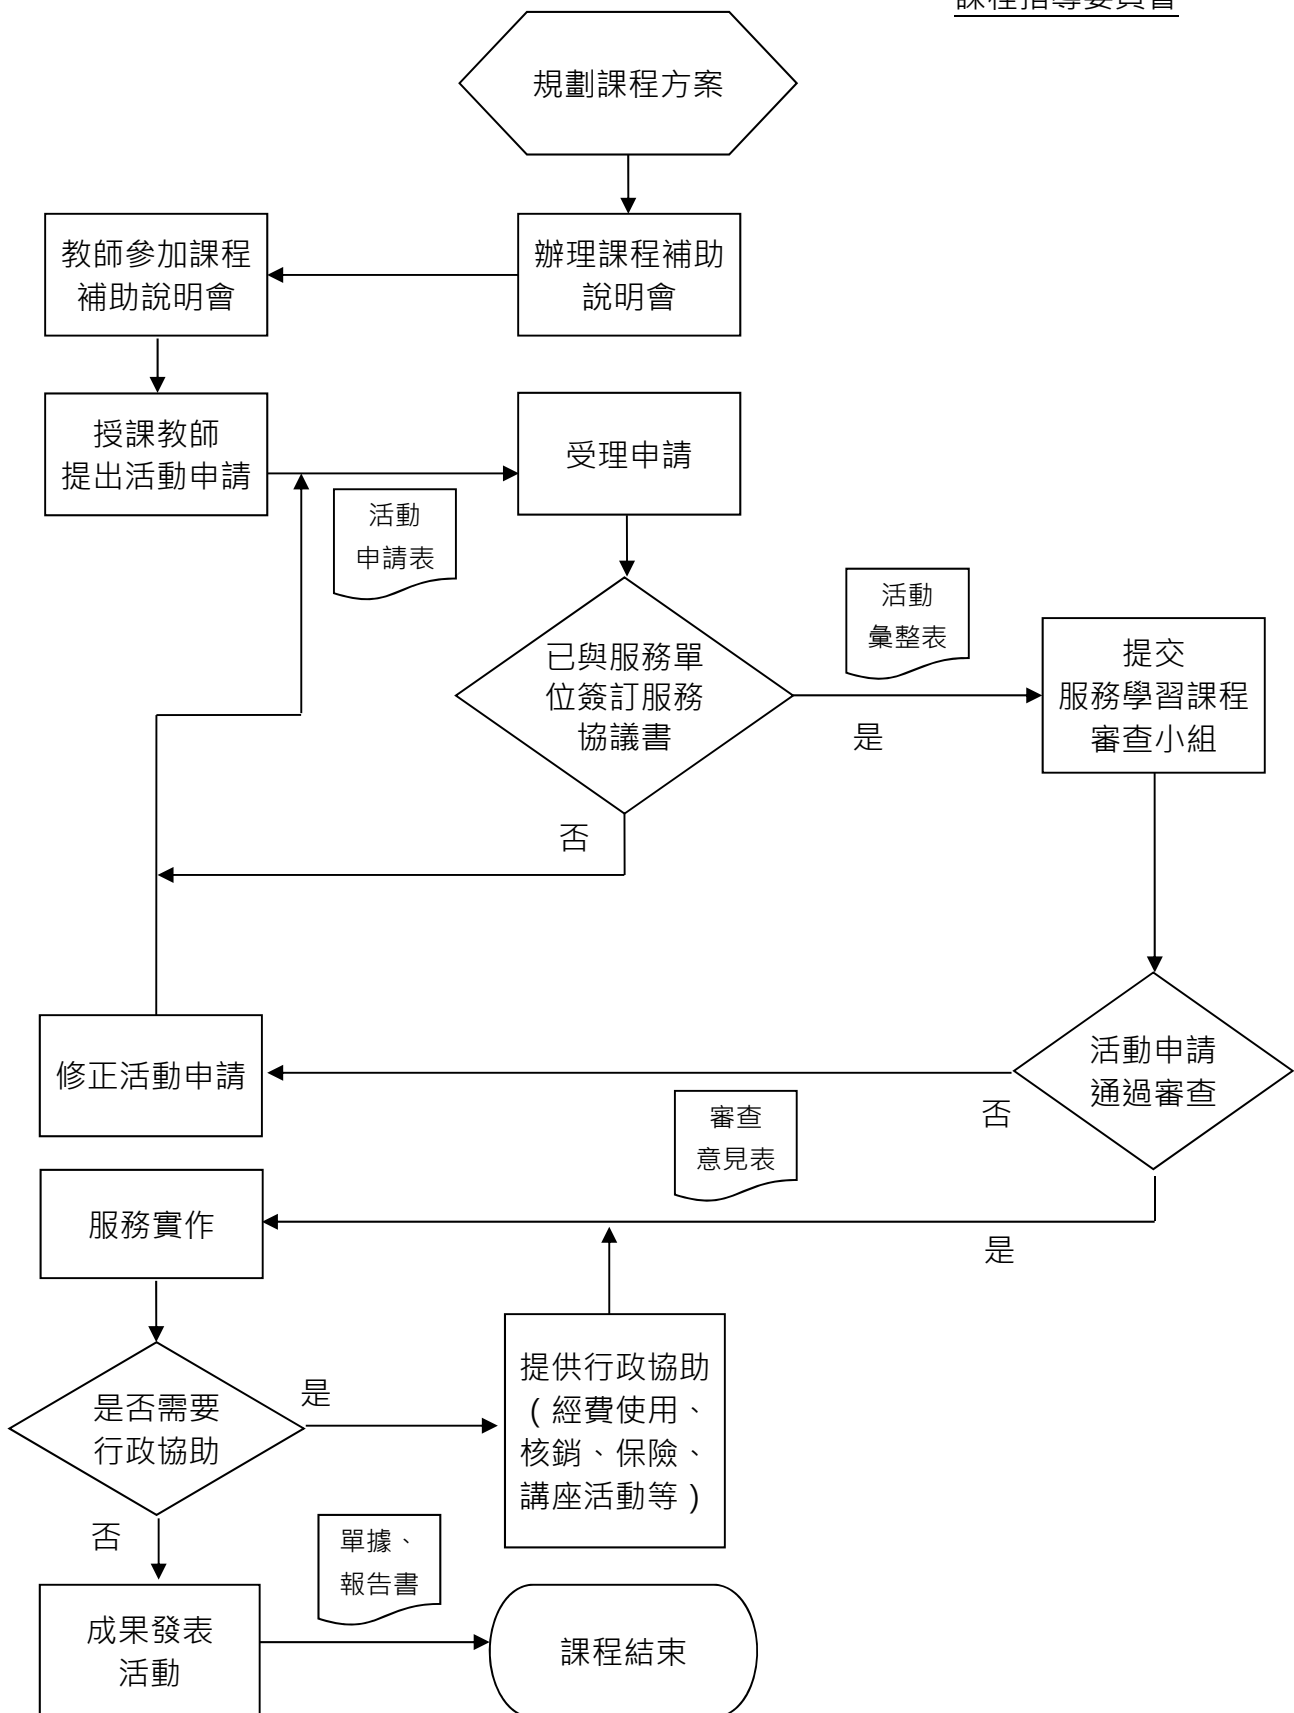 課程指導委員會
規劃課程方案
教師參加課程
補助說明會
辦理課程補助
說明會
授課教師
提出活動申請
受理申請
活動
申請表
已與服務單
位簽訂服務
協議書
活動
彙整表
是
提交
服務學習課程
審查小組
否
修正活動申請
活動申請
通過審查
否
審查
意見表
服務實作
是
是否需要
行政協助
是
提供行政協助
（經費使用、
核銷、保險、
講座活動等）
否
單據、
報告書
成果發表
活動
課程結束